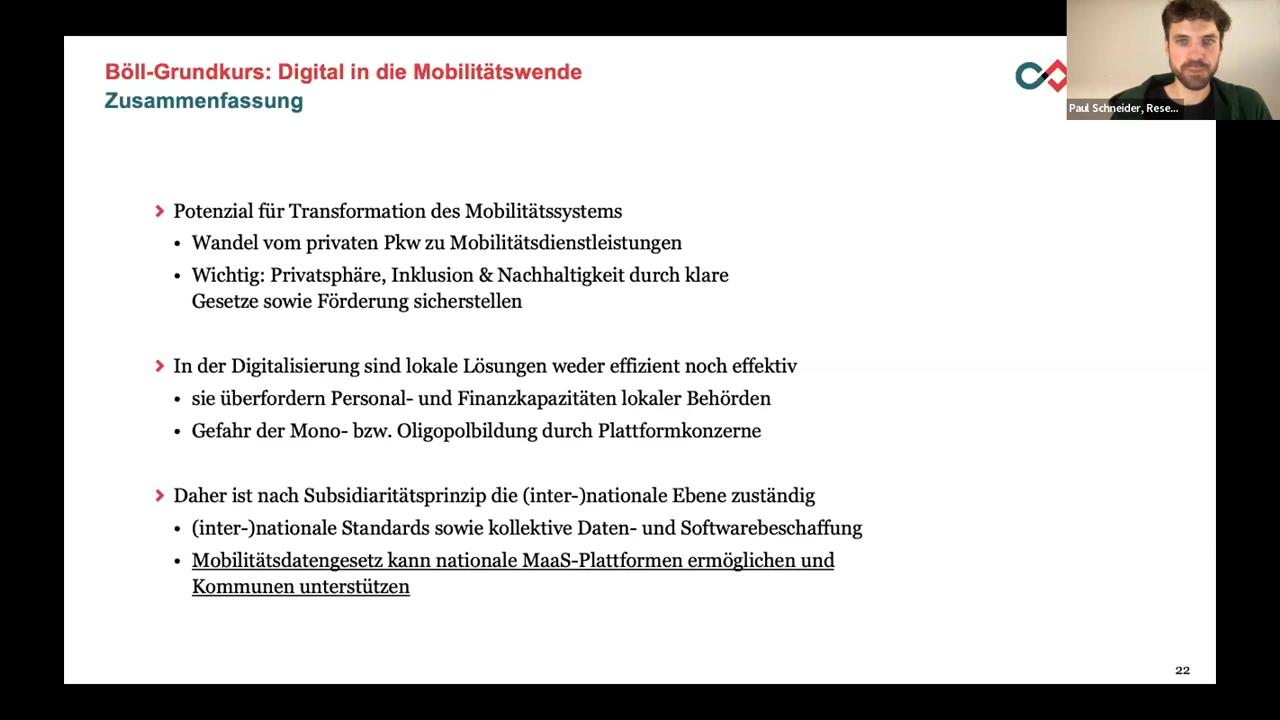 Böll-Grundkurs: Digital in die Mobilitätswende
Zusammenfassung
Paul Schneider, Rese...
Potenzial für Transformation des Mobilitätssystems
• Wandel vom privaten Pkw zu Mobilitätsdienstleistungen
• Wichtig: Privatsphäre, Inklusion & Nachhaltigkeit durch klare
Gesetze sowie Förderung sicherstellen
In der Digitalisierung sind lokale Lösungen weder effizient noch effektiv
• sie überfordern Personal- und Finanzkapazitäten lokaler Behörden
• Gefahr der Mono- bzw. Oligopolbildung durch Plattformkonzerne
Daher ist nach Subsidiaritätsprinzip die (inter-)nationale Ebene zuständig
• (inter-)nationale Standards sowie kollektive Daten- und Softwarebeschaffung
• Mobilitätsdatengesetz kann nationale MaaS-Plattformen ermöglichen und
Kommunen unterstützen
22